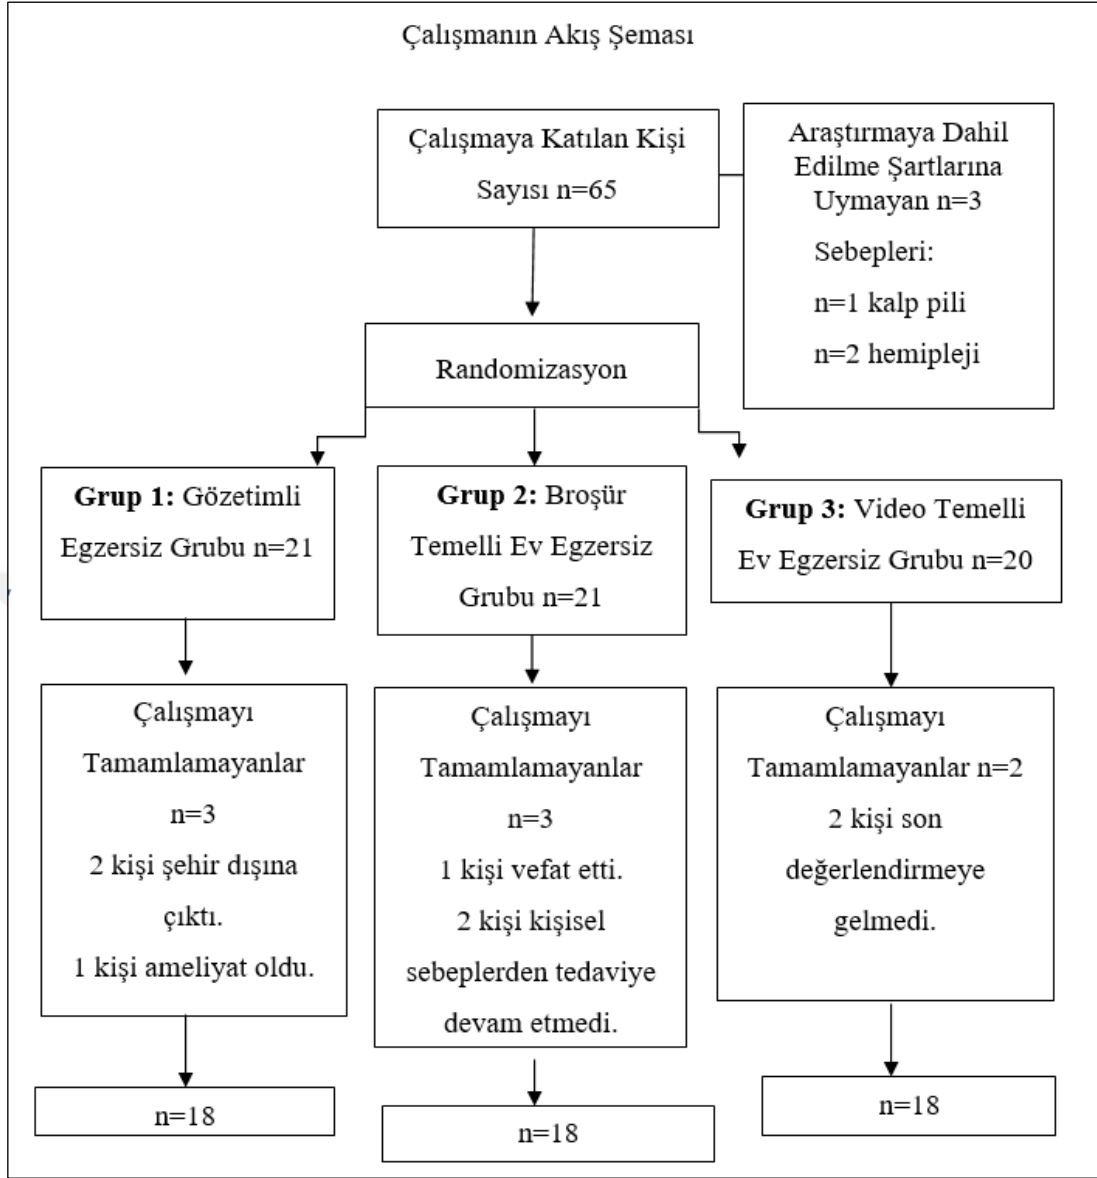 Çalışmanın Akış Şeması
Çalışmaya Katılan Kişi
Sayısı n=65
Araştırmaya Dahil
Edilme Şartlarına
Uymayan n=3
Sebepleri:
n=1 kalp pili
n=2 hemipleji
Randomizasyon
Grup 1: Gözetimli
Egzersiz Grubu n=21
Grup 2: Broşür
Temelli Ev Egzersiz
Grubu n=21
Grup 3: Video Temelli
Ev Egzersiz Grubu n=20
Çalışmayı
Tamamlamayanlar
n=3
2 kişi şehir dışına
çıktı.
1 kişi ameliyat oldu.
Çalışmayı
Tamamlamayanlar
n=3
1 kişi vefat etti.
2 kişi kişisel
sebeplerden tedaviye
devam etmedi.
Çalışmayı
Tamamlamayanlar n=2
2 kişi son
değerlendirmeye
gelmedi.
n=18
n=18
n=18